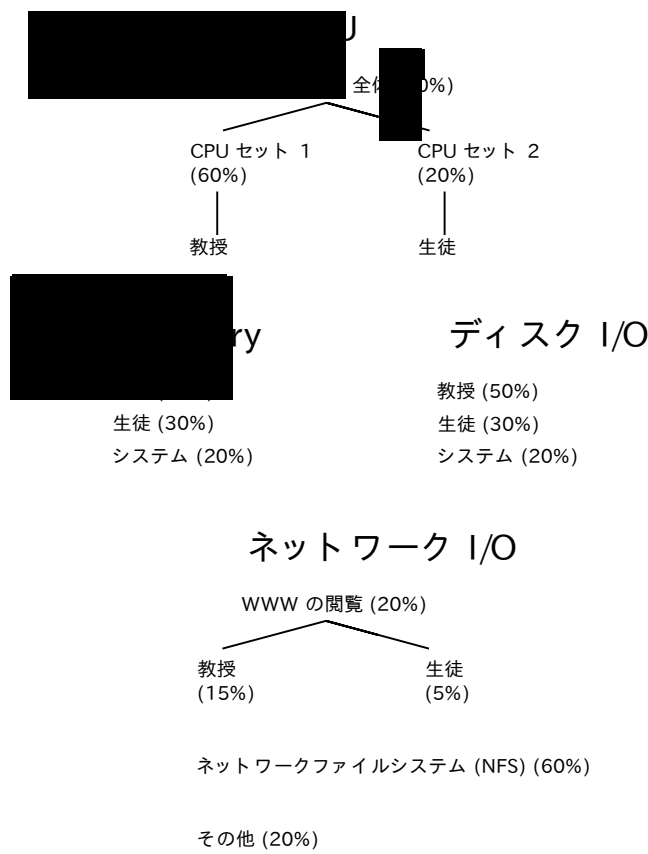 CPU セット 1
(60%)
CPU セット 2
(20%)
教授
生徒
ディスク I/O
教授 (50%)
生徒 (30%)
システム (20%)
生徒 (30%)
システム (20%)
ネットワーク I/O
WWW の閲覧 (20%)
教授
(15%)
生徒
(5%)
ネットワークファイルシステム (NFS) (60%)
その他 (20%)